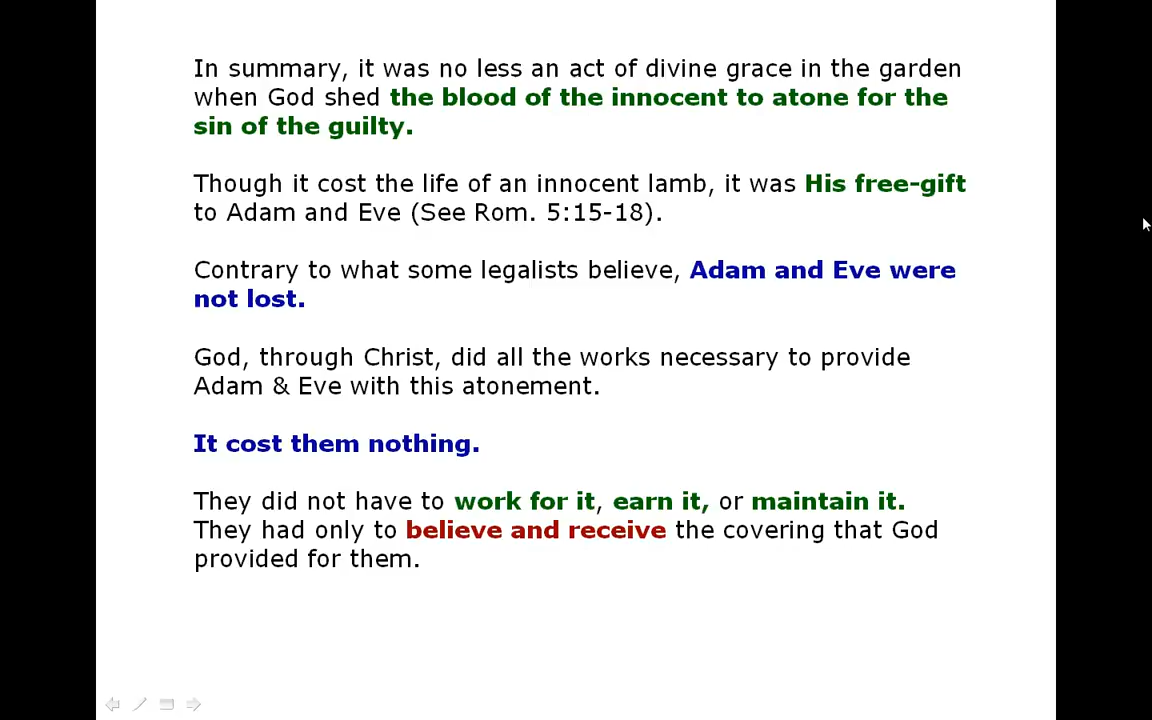 In summary, it was no less an act of divine grace in the garden
when God shed the blood of the innocent to atone for the
sin of the guilty.
Though it cost the life of an innocent lamb, it was His free-gift
to Adam and Eve (See Rom. 5:15-18).
Contrary to what some legalists believe, Adam and Eve were
not lost.
God, through Christ, did all the works necessary to provide
Adam & Eve with this atonement.
It cost them nothing.
They did not have to work for it, earn it, or maintain it.
They had only to believe and receive the covering that God
provided for them.